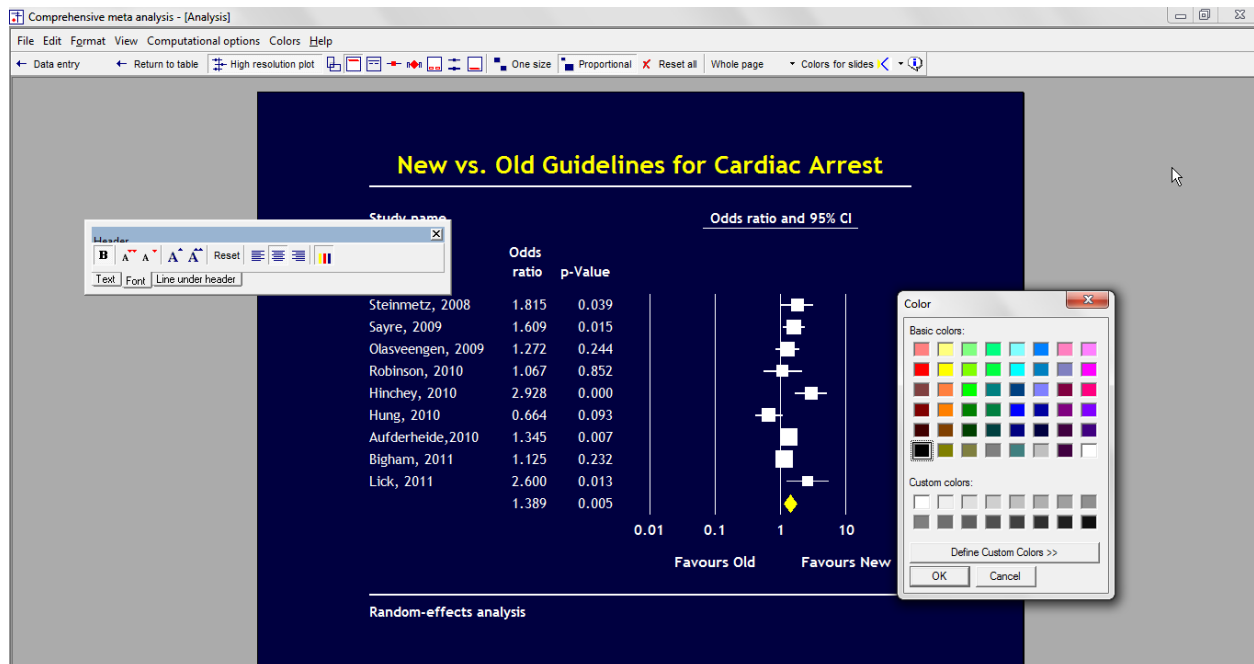 Comprehensive meta analysis - [Analysis]
File Edit Format View Computational options Colors Help
← Data entry ← Return to table High resolution plot One size Proportional Reset all Whole page Colors for slides
New vs. Old Guidelines for Cardiac Arrest
Study name Odds ratio and 95% CI
Header
B A A A A Reset
Text Font Line under header
Odds
ratio p-Value
Steinmetz, 2008 1.815 0.039
Sayre, 2009 1.609 0.015
Olasveengen, 2009 1.272 0.244
Robinson, 2010 1.067 0.852
Hinchey, 2010 2.928 0.000
Hung, 2010 0.664 0.093
Aufderheide,2010 1.345 0.007
Bigham, 2011 1.125 0.232
Lick, 2011 2.600 0.013
1.389 0.005
0.01 0.1 1 10
Favours Old Favours New
Random-effects analysis
Color
Basic colors:
Custom colors:
Define Custom Colors >>
OK Cancel